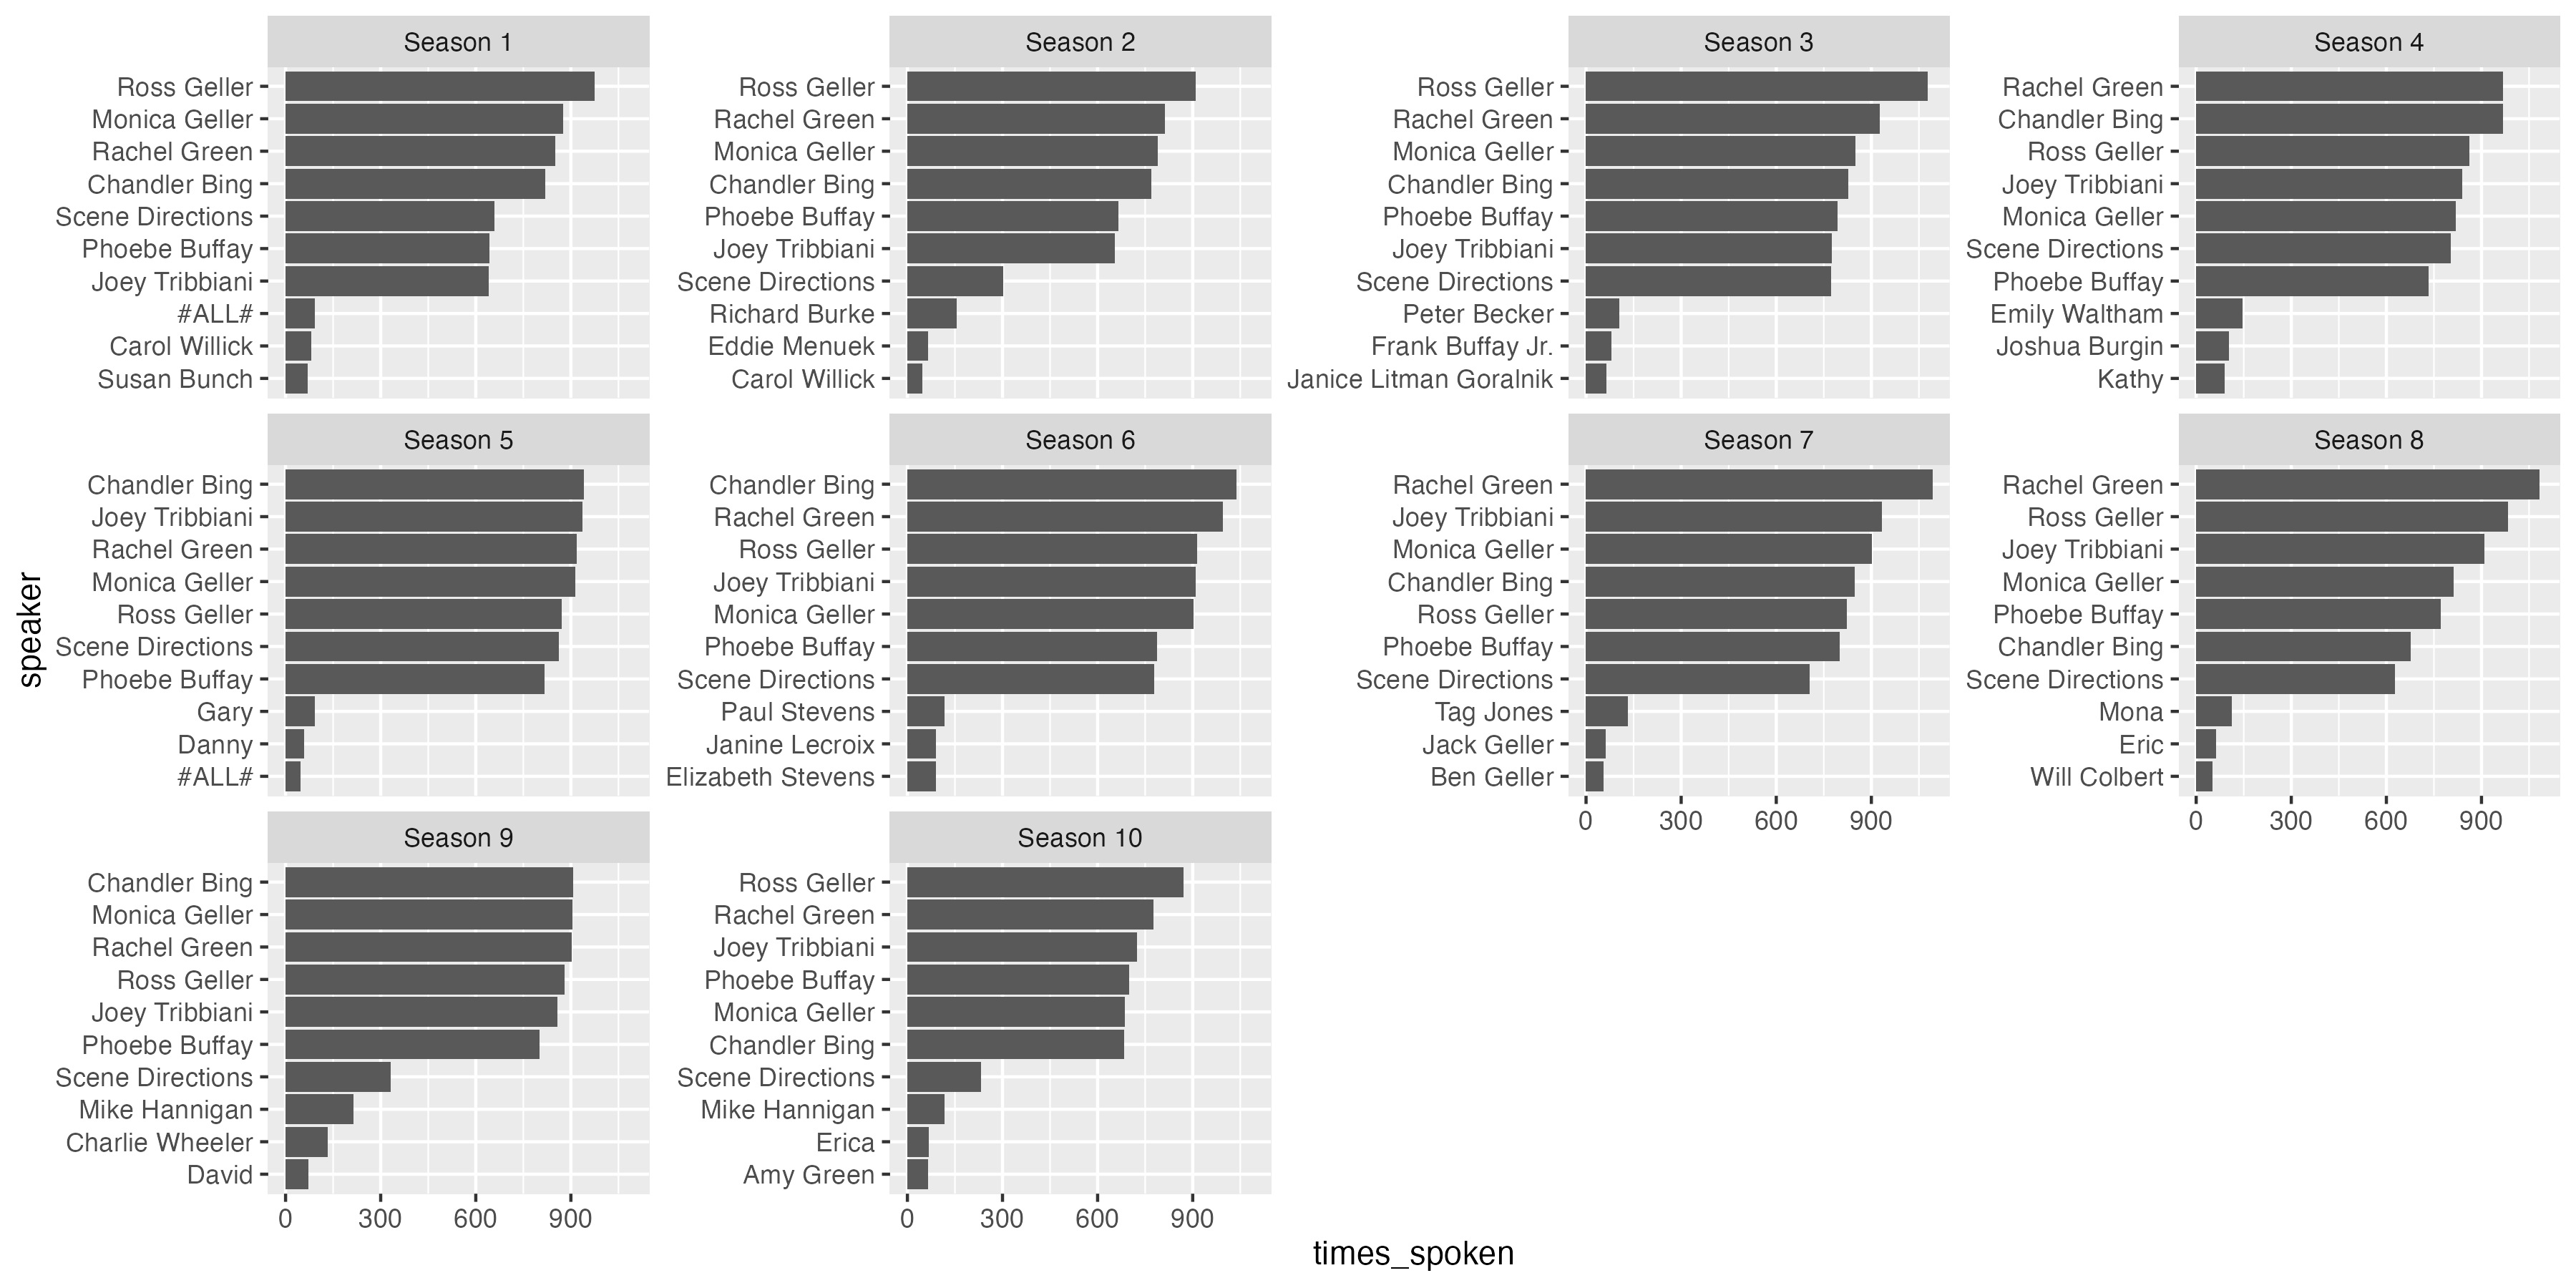 Season 1
Ross Geller
Monica Geller
Rachel Green
Chandler Bing
Scene Directions
Phoebe Buffay
Joey Tribbiani
#ALL#
Carol Willick
Susan Bunch
Season 2
Ross Geller
Rachel Green
Monica Geller
Chandler Bing
Phoebe Buffay
Joey Tribbiani
Scene Directions
Richard Burke
Eddie Menuek
Carol Willick
Season 3
Ross Geller
Rachel Green
Monica Geller
Chandler Bing
Phoebe Buffay
Joey Tribbiani
Scene Directions
Peter Becker
Frank Buffay Jr.
Janice Litman Goralnik
Season 4
Rachel Green
Chandler Bing
Ross Geller
Joey Tribbiani
Monica Geller
Scene Directions
Phoebe Buffay
Emily Waltham
Joshua Burgin
Kathy
speaker
Season 5
Chandler Bing
Joey Tribbiani
Rachel Green
Monica Geller
Ross Geller
Scene Directions
Phoebe Buffay
Gary
Danny
#ALL#
Season 6
Chandler Bing
Rachel Green
Ross Geller
Joey Tribbiani
Monica Geller
Phoebe Buffay
Scene Directions
Paul Stevens
Janine Lecroix
Elizabeth Stevens
Season 7
Rachel Green
Joey Tribbiani
Monica Geller
Chandler Bing
Ross Geller
Phoebe Buffay
Scene Directions
Tag Jones
Jack Geller
Ben Geller
0 300 600 900
Season 8
Rachel Green
Ross Geller
Joey Tribbiani
Monica Geller
Phoebe Buffay
Chandler Bing
Scene Directions
Mona
Eric
Will Colbert
0 300 600 900
Season 9
Chandler Bing
Monica Geller
Rachel Green
Ross Geller
Joey Tribbiani
Phoebe Buffay
Scene Directions
Mike Hannigan
Charlie Wheeler
David
0 300 600 900
Season 10
Ross Geller
Rachel Green
Joey Tribbiani
Phoebe Buffay
Monica Geller
Chandler Bing
Scene Directions
Mike Hannigan
Erica
Amy Green
0 300 600 900
times_spoken